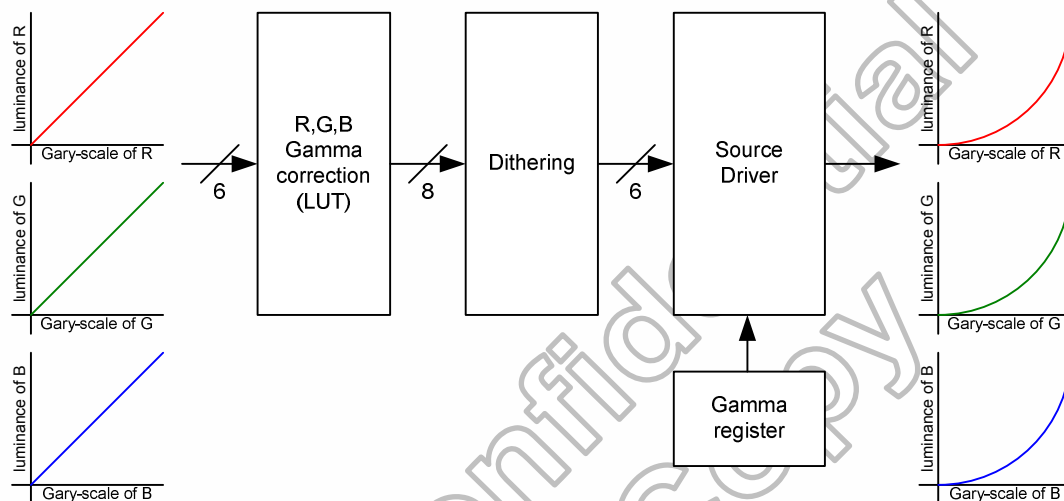 luminance of R
Gary-scale of R
luminance of G
Gary-scale of G
luminance of B
Gary-scale of B
6
R,G,B
Gamma
correction
(LUT)
8
Dithering
6
Source
Driver
Gamma
register
luminance of R
Gary-scale of R
luminance of G
Gary-scale of G
luminance of B
Gary-scale of B